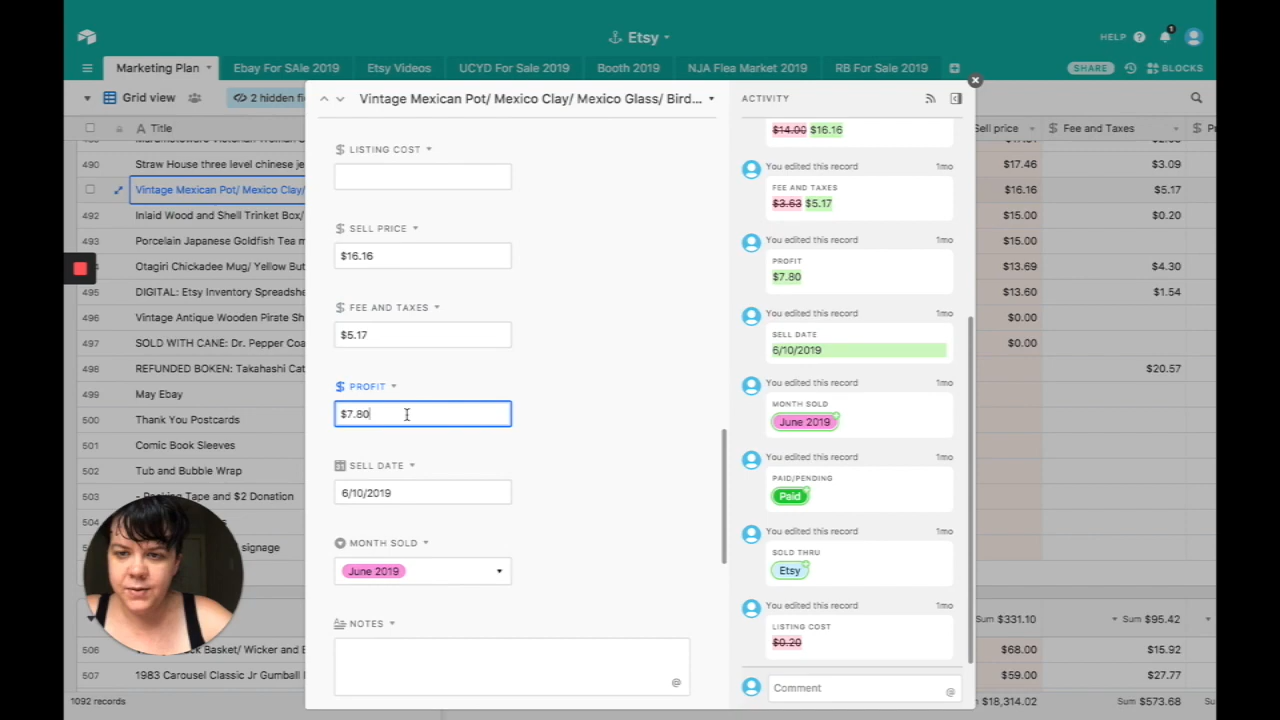 Etsy
HELP
1
Marketing Plan
Ebay For SAle 2019
Etsy Videos
UCYD For Sale 2019
Booth 2019
NJA Flea Market 2019
RB For Sale 2019
SHARE
BLOCKS
Grid view
2 hidden fi
Title
490 Straw House three level chinese je
Vintage Mexican Pot/ Mexico Clay/
492 Inlaid Wood and Shell Trinket Box/
493 Porcelain Japanese Goldfish Tea m
Otagiri Chickadee Mug/ Yellow But
495 DIGITAL: Etsy Inventory Spreadshe
496 Vintage Antique Wooden Pirate Sh
497 SOLD WITH CANE: Dr. Pepper Coa
498 REFUNDED BOKEN: Takahashi Cat
499 May Ebay
500 Thank You Postcards
501 Comic Book Sleeves
502 Tub and Bubble Wrap
503 - Packing Tape and $2 Donation
504
signage
506 Basket/ Wicker and E
507 1983 Carousel Classic Jr Gumball
1092 records
Vintage Mexican Pot/ Mexico Clay/ Mexico Glass/ Bird...
LISTING COST
SELL PRICE
$16.16
FEE AND TAXES
$5.17
PROFIT
$7.80
SELL DATE
6/10/2019
MONTH SOLD
June 2019
NOTES
@
ACTIVITY
$14.00 $16.16
You edited this record 1mo
FEE AND TAXES
$3.63 $5.17
You edited this record 1mo
PROFIT
$7.80
You edited this record 1mo
SELL DATE
6/10/2019
You edited this record 1mo
MONTH SOLD
June 2019
You edited this record 1mo
PAID/PENDING
Paid
You edited this record 1mo
SOLD THRU
Etsy
You edited this record 1mo
LISTING COST
$0.20
Comment @
Sell price Fee and Taxes
$17.46 $3.09
$16.16 $5.17
$15.00 $0.20
$15.00
$13.69 $4.30
$13.60 $1.54
$0.00
$0.00
$20.57
Sum $331.10 Sum $95.42
$68.00 $15.92
$59.00 $27.77
$18,314.02 Sum $573.68